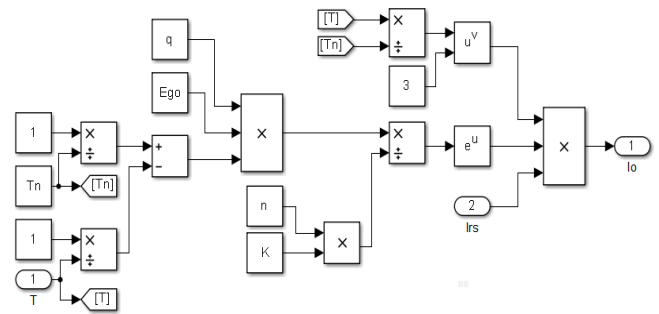 [T]
×
÷
[Tn]
u^v
3
q
Ego
×
1
×
÷
Tn
[Tn]
+
−
1
×
÷
1
T
[T]
n
K
×
×
÷
e^u
2
Irs
×
1
Io